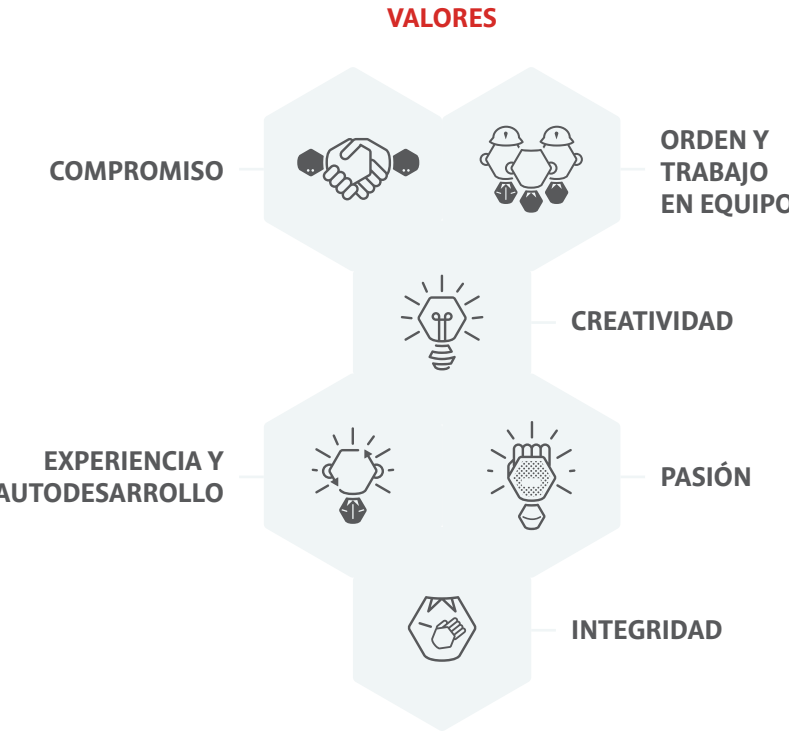 VALORES
COMPROMISO
ORDEN Y
TRABAJO
EN EQUIPO
CREATIVIDAD
EXPERIENCIA Y
AUTODESARROLLO
PASIÓN
INTEGRIDAD